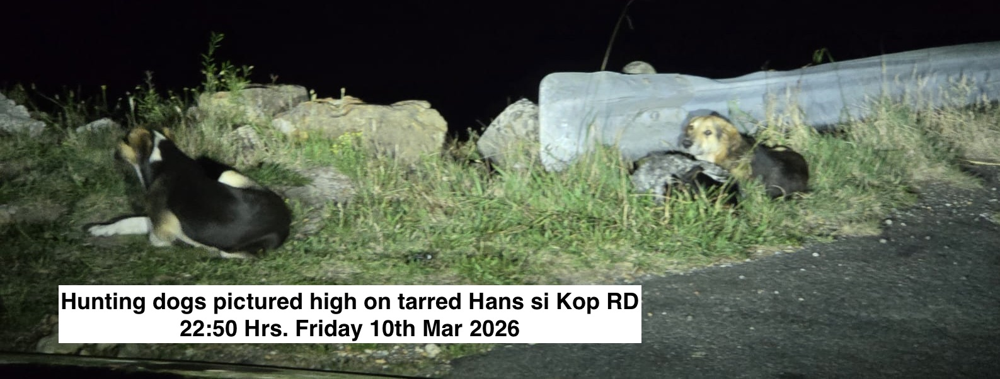 Hunting dogs pictured high on tarred Hans si Kop RD
22:50 Hrs. Friday 10th Mar 2026